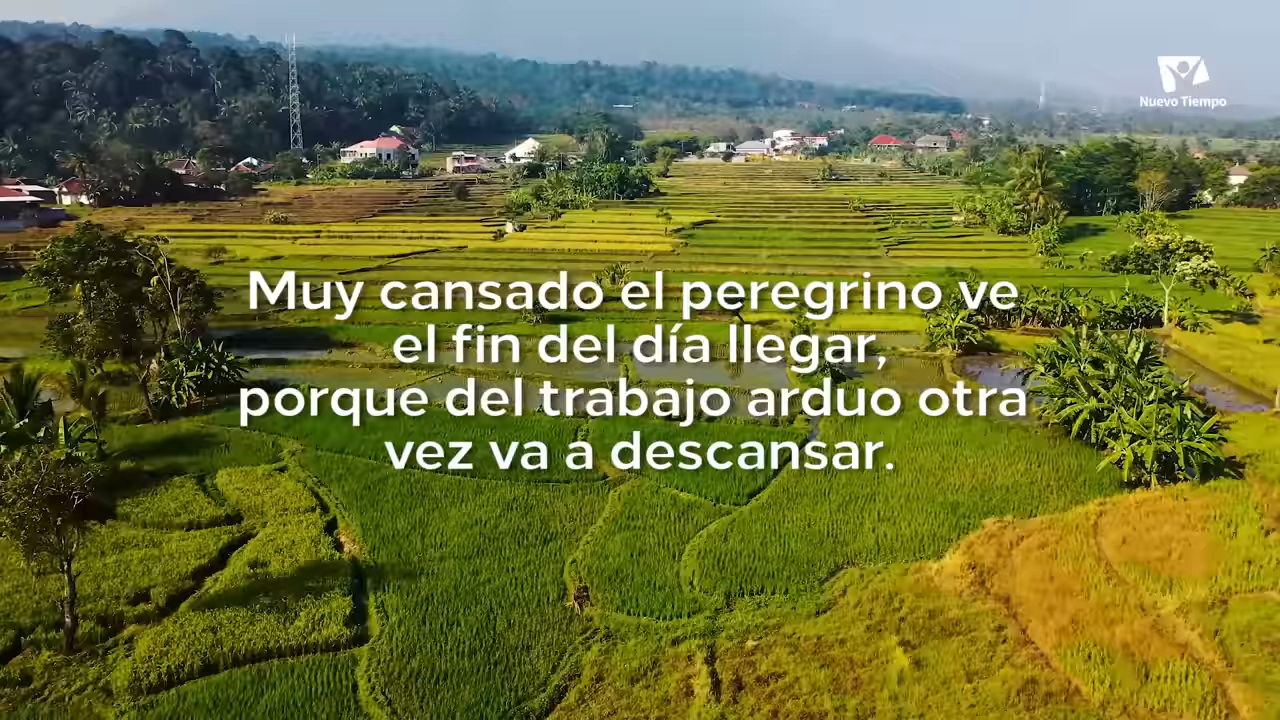 Nuevo Tiempo
Muy cansado el peregrino ve
el fin del día llegar,
porque del trabajo arduo otra
vez va a descansar.